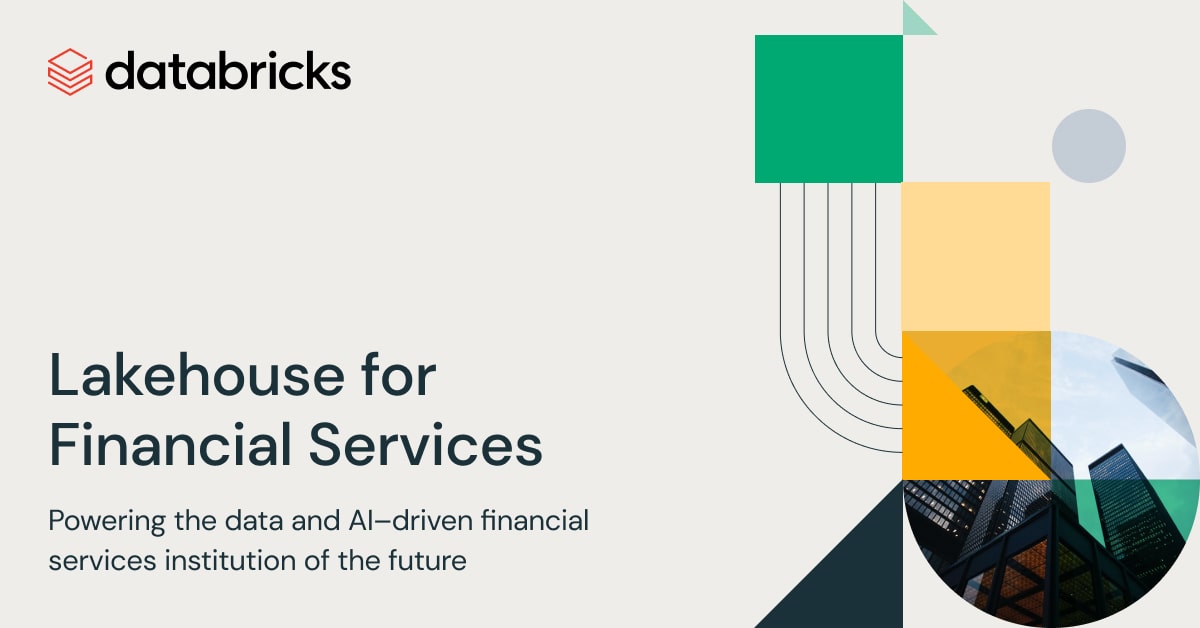 databricks
Lakehouse for
Financial Services
Powering the data and AI–driven financial
services institution of the future